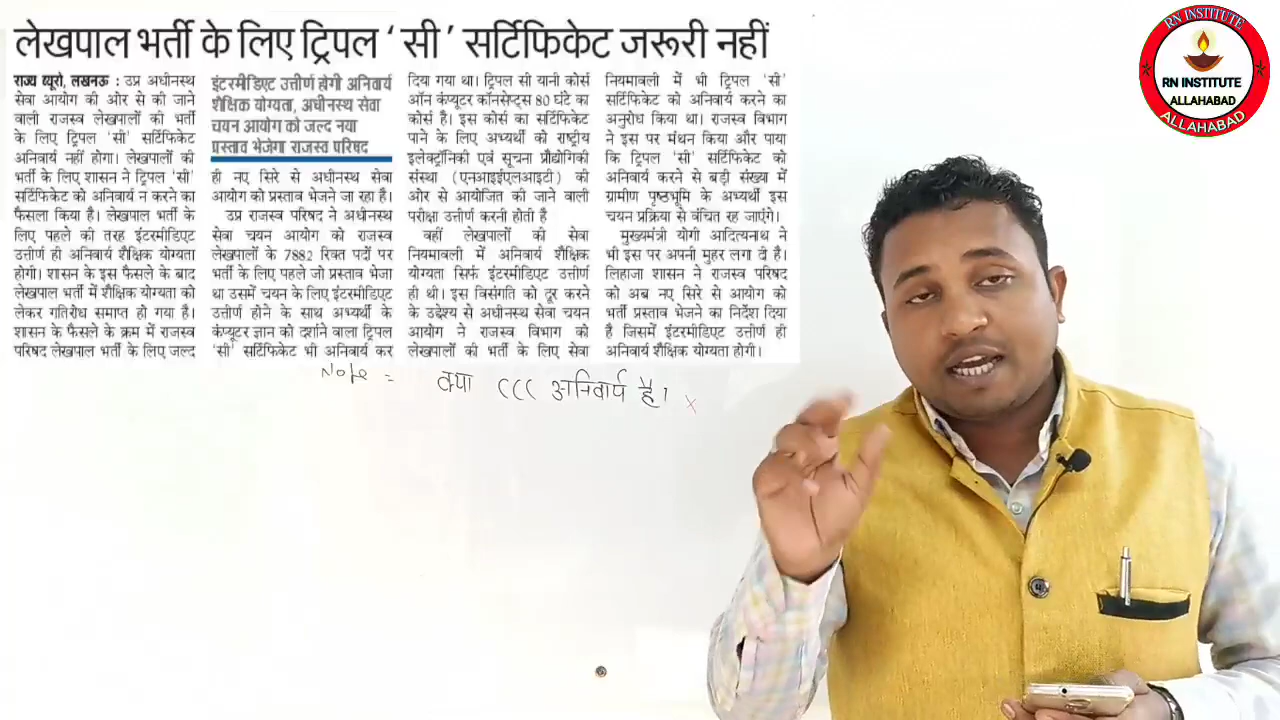 लेखपाल भर्ती के लिए ट्रिपल ‘सी’ सर्टिफिकेट जरूरी नहीं
राज्य ब्यूरो, लखनऊ : उप्र अधीनस्थ
सेवा आयोग की ओर से की जाने
वाली राजस्व लेखपालों की भर्ती
के लिए ट्रिपल ‘सी’ सर्टिफिकेट
अनिवार्य नहीं होगा। लेखपालों की
भर्ती के लिए शासन ने ट्रिपल ‘सी’
सर्टिफिकेट को अनिवार्य न करने का
फैसला किया है। लेखपाल भर्ती के
लिए पहले की तरह इंटरमीडिएट
उत्तीर्ण ही अनिवार्य शैक्षिक योग्यता
होगी। शासन के इस फैसले के बाद
लेखपाल भर्ती में शैक्षिक योग्यता को
लेकर गतिरोध समाप्त हो गया है।
शासन के फैसले के क्रम में राजस्व
परिषद लेखपाल भर्ती के लिए जल्द
इंटरमीडिएट उत्तीर्ण होगी अनिवार्य
शैक्षिक योग्यता, अधीनस्थ सेवा
चयन आयोग को जल्द नया
प्रस्ताव भेजेगा राजस्व परिषद
ही नए सिरे से अधीनस्थ सेवा
आयोग को प्रस्ताव भेजने जा रहा है।
उप्र राजस्व परिषद ने अधीनस्थ
सेवा चयन आयोग को राजस्व
लेखपालों के 7882 रिक्त पदों पर
भर्ती के लिए पहले जो प्रस्ताव भेजा
था उसमें चयन के लिए इंटरमीडिएट
उत्तीर्ण होने के साथ अभ्यर्थी के
कंप्यूटर ज्ञान को दर्शाने वाला ट्रिपल
‘सी’ सर्टिफिकेट भी अनिवार्य कर
दिया गया था। ट्रिपल सी यानी कोर्स
ऑन कंप्यूटर कॉनसेप्ट्स 80 घंटे का
कोर्स है। इस कोर्स का सर्टिफिकेट
पाने के लिए अभ्यर्थी को राष्ट्रीय
इलेक्ट्रॉनिकी एवं सूचना प्रौद्योगिकी
संस्था (एनआइईएलआइटी) की
ओर से आयोजित की जाने वाली
परीक्षा उत्तीर्ण करनी होती है
वहीं लेखपालों की सेवा
नियमावली में अनिवार्य शैक्षिक
योग्यता सिर्फ इंटरमीडिएट उत्तीर्ण
ही थी। इस विसंगति को दूर करने
के उद्देश्य से अधीनस्थ सेवा चयन
आयोग ने राजस्व विभाग को
लेखपालों की भर्ती के लिए सेवा
नियमावली में भी ट्रिपल ‘सी’
सर्टिफिकेट को अनिवार्य करने का
अनुरोध किया था। राजस्व विभाग
ने इस पर मंथन किया और पाया
कि ट्रिपल ‘सी’ सर्टिफिकेट को
अनिवार्य करने से बड़ी संख्या में
ग्रामीण पृष्ठभूमि के अभ्यर्थी इस
चयन प्रक्रिया से वंचित रह जाएंगे।
मुख्यमंत्री योगी आदित्यनाथ ने
भी इस पर अपनी मुहर लगा दी है।
लिहाजा शासन ने राजस्व परिषद
को अब नए सिरे से आयोग को
भर्ती प्रस्ताव भेजने का निर्देश दिया
है जिसमें इंटरमीडिएट उत्तीर्ण ही
अनिवार्य शैक्षिक योग्यता होगी।
Note = क्या CCC अनिवार्य है। x
RN INSTITUTE
RN INSTITUTE
ALLAHABAD
ALLAHABAD